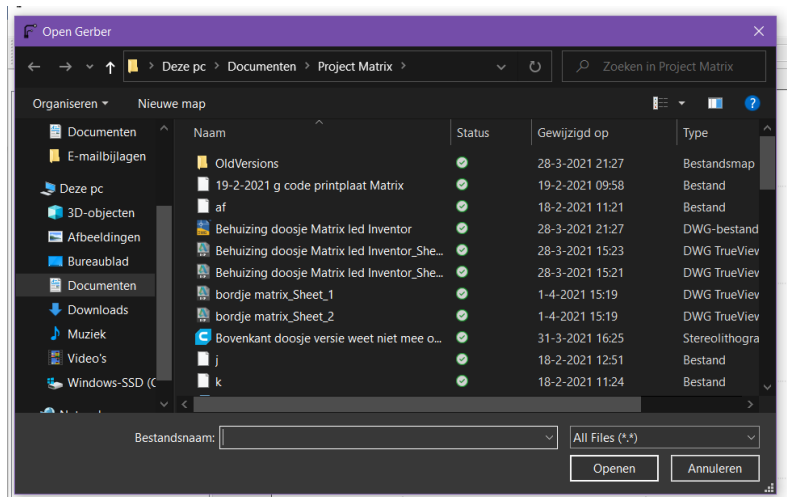 Open Gerber
Deze pc > Documenten > Project Matrix > Zoeken in Project Matrix
Organiseren Nieuwe map
Documenten
E-mailbijlagen
Deze pc
3D-objecten
Afbeeldingen
Bureaublad
Documenten
Downloads
Muziek
Video's
Windows-SSD (C
Naam Status Gewijzigd op Type
OldVersions 28-3-2021 21:27 Bestandsmap
19-2-2021 g code printplaat Matrix 19-2-2021 09:58 Bestand
af 18-2-2021 11:21 Bestand
Behuizing doosje Matrix led Inventor 28-3-2021 21:27 DWG-bestand
Behuizing doosje Matrix led Inventor_She... 28-3-2021 15:23 DWG TrueView
Behuizing doosje Matrix led Inventor_She... 28-3-2021 15:21 DWG TrueView
bordje matrix_Sheet_1 1-4-2021 15:19 DWG TrueView
bordje matrix_Sheet_2 1-4-2021 15:19 DWG TrueView
Bovenkant doosje versie weet niet mee o... 31-3-2021 16:25 Stereolithogra
j 18-2-2021 12:51 Bestand
k 18-2-2021 11:24 Bestand
Bestandsnaam: All Files (*.*)
Openen Annuleren